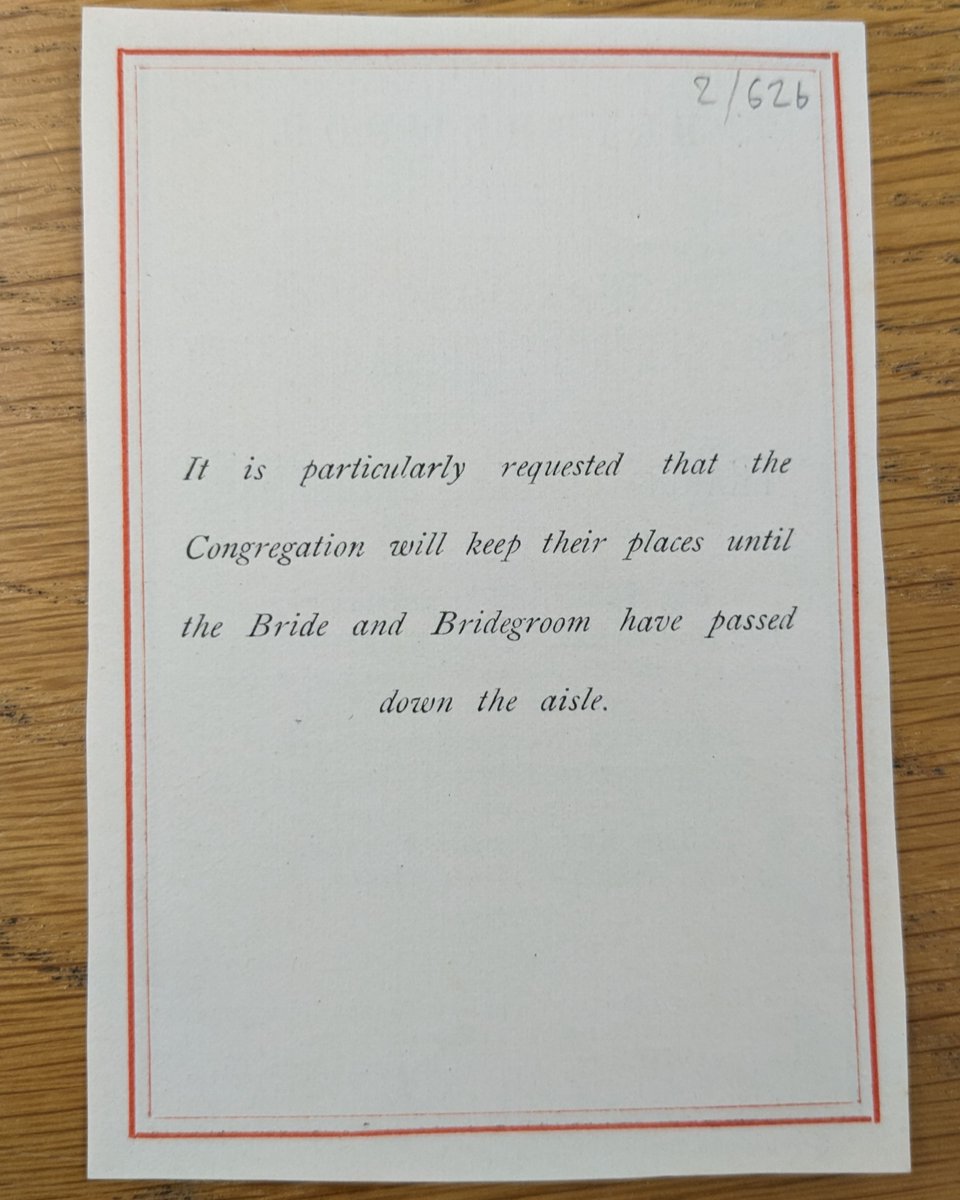 2/626
It is particularly requested that the
Congregation will keep their places until
the Bride and Bridegroom have passed
down the aisle.